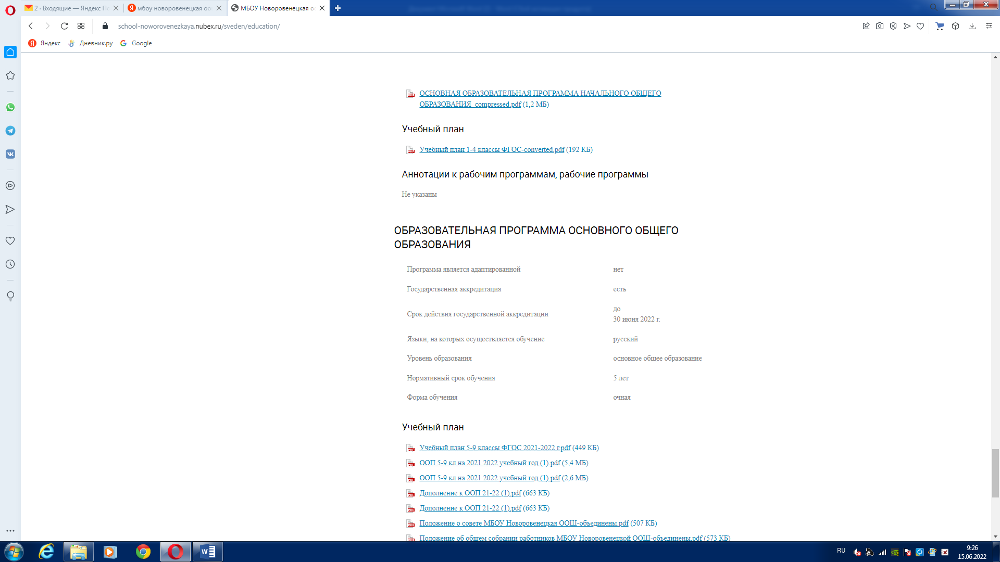 2 · Входящие — Яндекс По
мбоу новоровенецкая оо
МБОУ Новоровенецкая о
school-noworovenezkaya.nubex.ru/sveden/education/
Яндекс
Дневник.ру
Google
ОСНОВНАЯ ОБРАЗОВАТЕЛЬНАЯ ПРОГРАММА НАЧАЛЬНОГО ОБЩЕГО
ОБРАЗОВАНИЯ_compressed.pdf (1,2 МБ)
Учебный план
Учебный план 1-4 классы ФГОС-converted.pdf (192 КБ)
Аннотации к рабочим программам, рабочие программы
Не указаны
ОБРАЗОВАТЕЛЬНАЯ ПРОГРАММА ОСНОВНОГО ОБЩЕГО
ОБРАЗОВАНИЯ
Программа является адаптированной нет
Государственная аккредитация есть
Срок действия государственной аккредитации до
30 июня 2022 г.
Языки, на которых осуществляется обучение русский
Уровень образования основное общее образование
Нормативный срок обучения 5 лет
Форма обучения очная
Учебный план
Учебный план 5-9 классы ФГОС 2021-2022 г.pdf (449 КБ)
ООП 5-9 кл на 2021 2022 учебный год (1).pdf (5,4 МБ)
ООП 5-9 кл на 2021 2022 учебный год (1).pdf (2,6 МБ)
Дополнение к ООП 21-22 (1).pdf (663 КБ)
Дополнение к ООП 21-22 (1).pdf (663 КБ)
Положение о совете МБОУ Новоровенецкая ООШ-объединены.pdf (507 КБ)
Положение об общем собрании работников МБОУ Новоровенецкой ООШ-объединены.pdf (573 КБ)
RU
9:26
15.06.2022